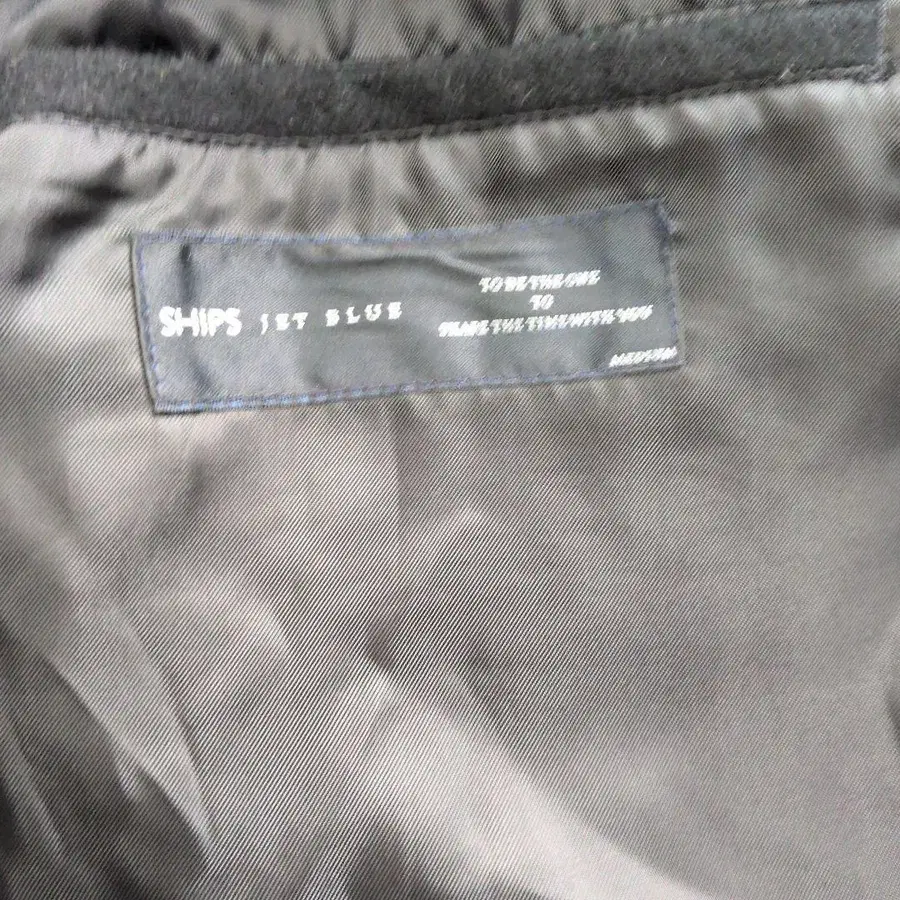 SHIPS JET BLUE
TO BE THE ONE
TO
SHARE THE TIME WITH YOU
MEDIUM